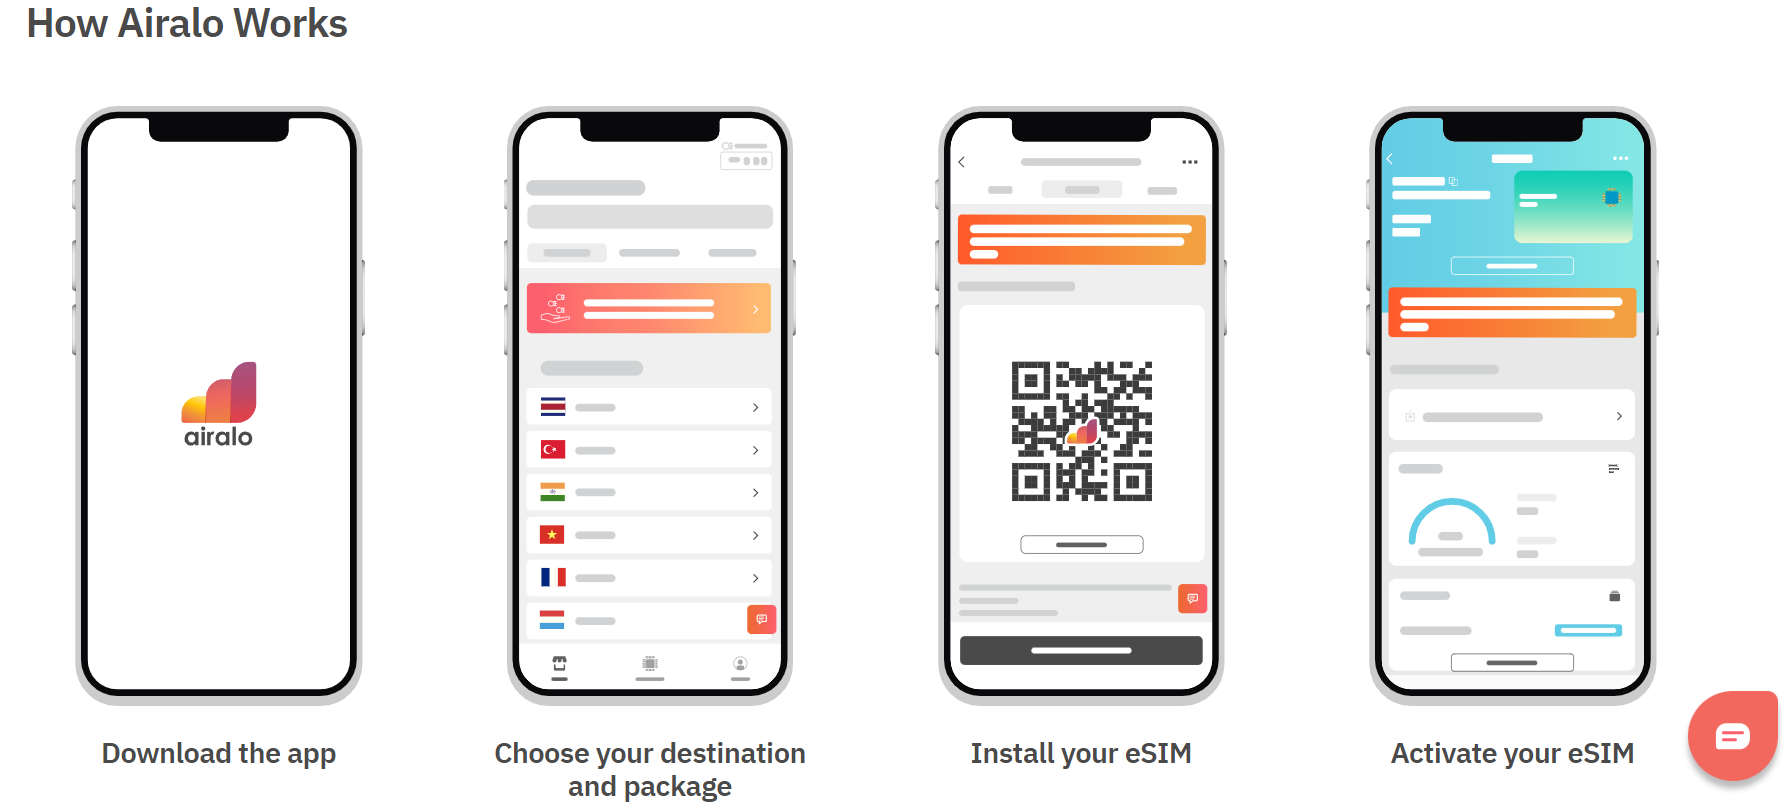 How Airalo Works
airalo
Download the app
Choose your destination
and package
Install your eSIM
Activate your eSIM